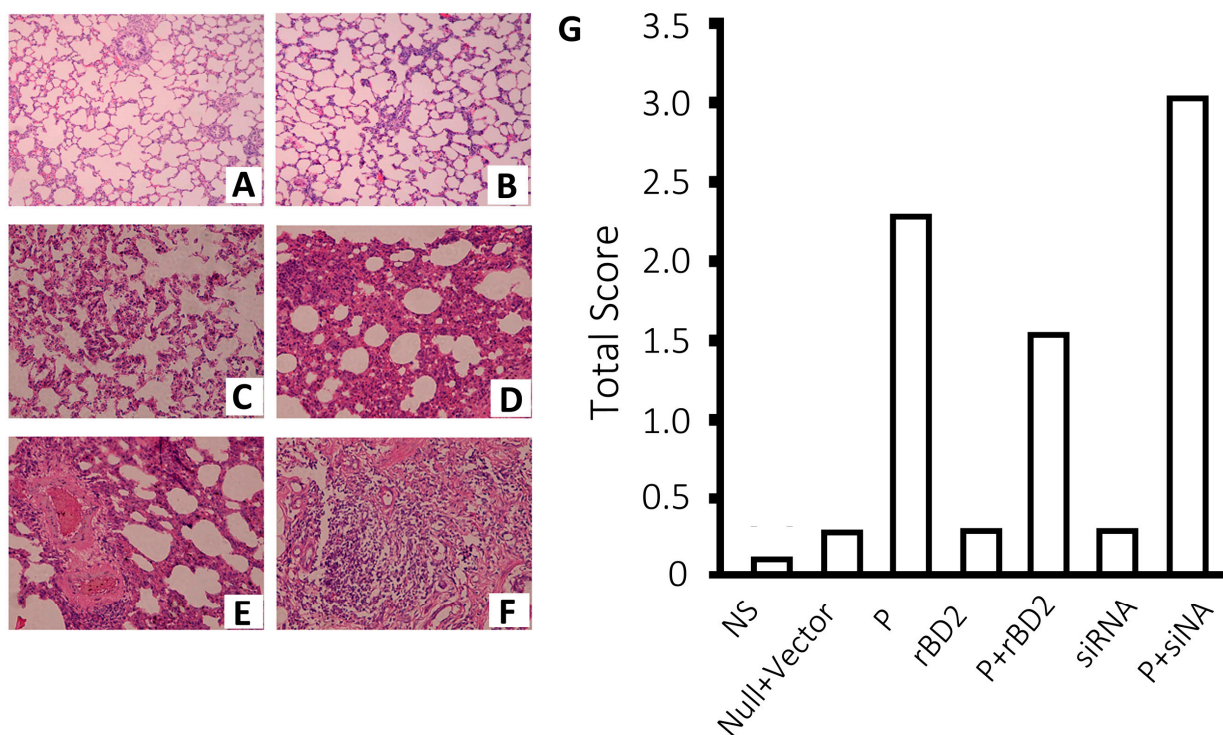 A
B
C
D
E
F
G
Total Score
3.5
3.0
2.5
2.0
1.5
1.0
0.5
0
NS
Null+Vector
P
rBD2
P+rBD2
siRNA
P+siNA